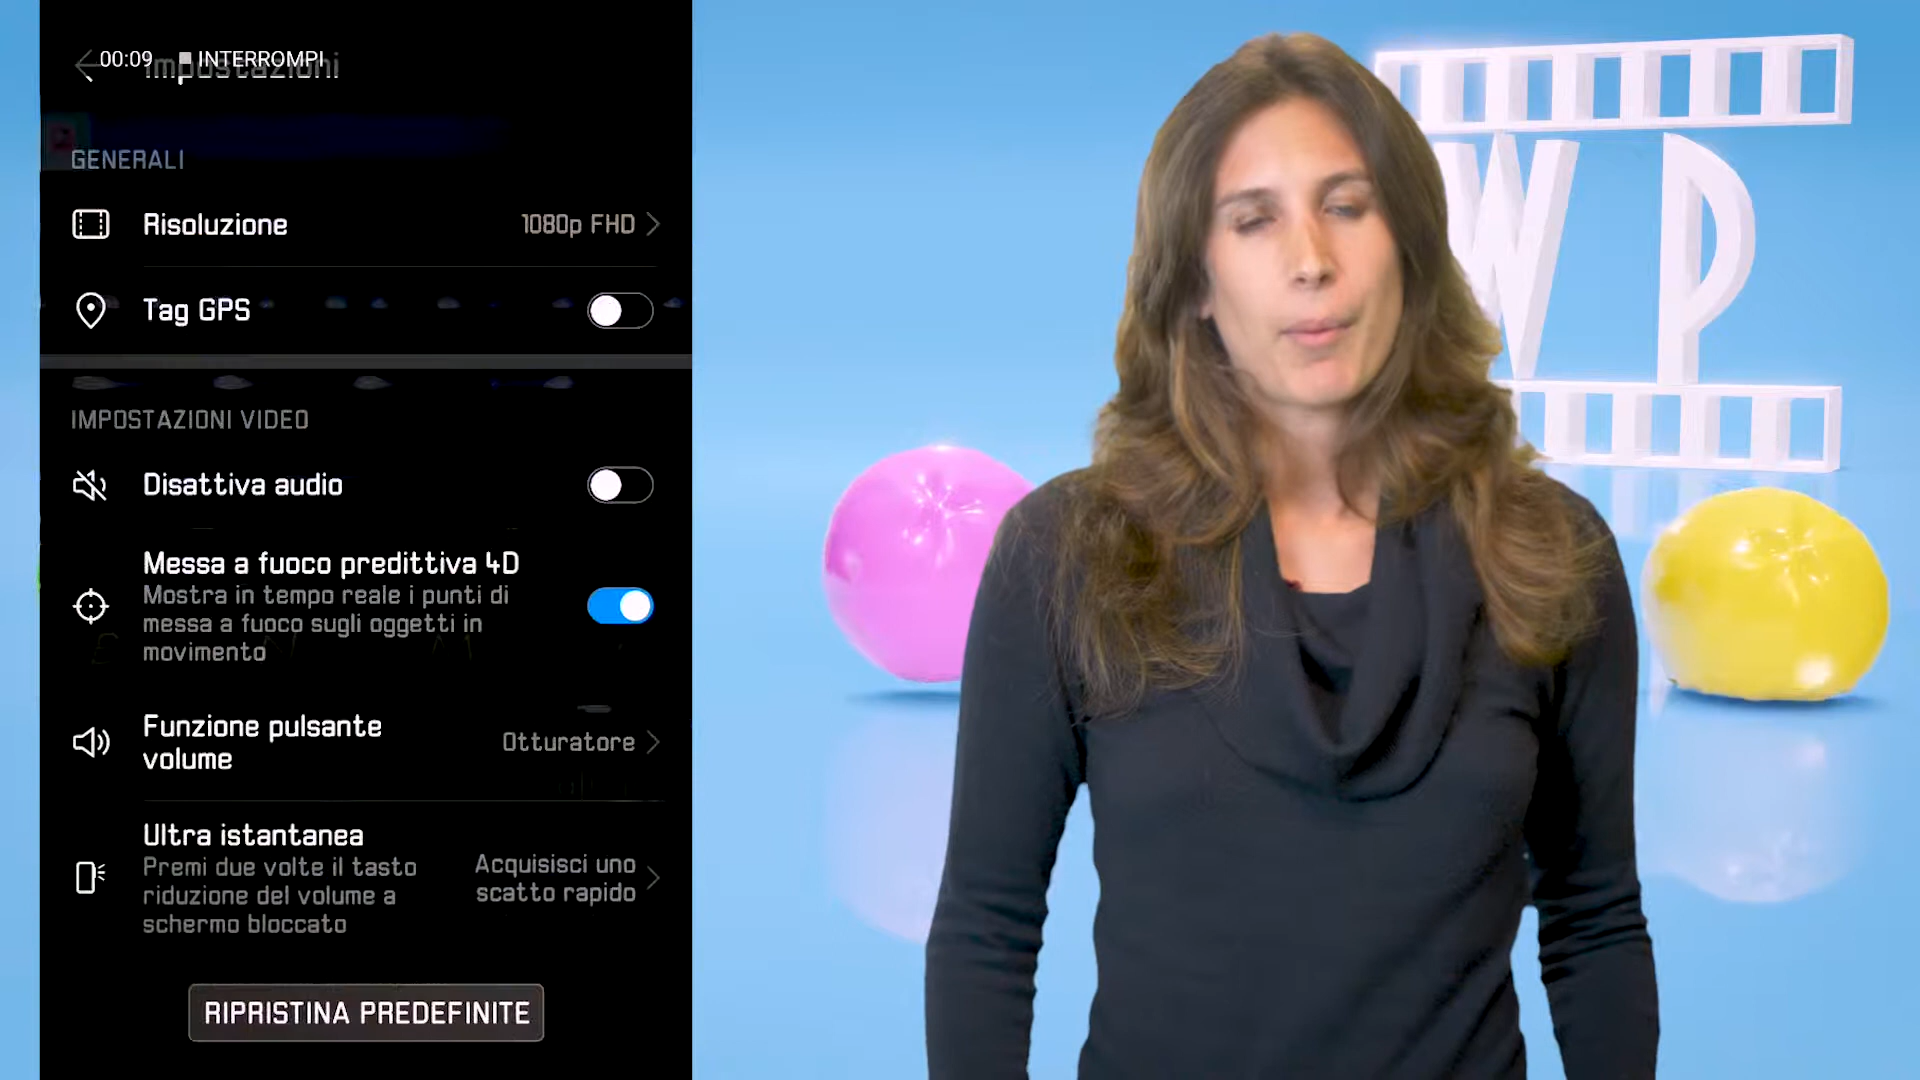 00:09 INTERROMPI
Impostazioni
GENERALI
Risoluzione 1080p FHD
Tag GPS
IMPOSTAZIONI VIDEO
Disattiva audio
Messa a fuoco predittiva 4D
Mostra in tempo reale i punti di
messa a fuoco sugli oggetti in
movimento
Funzione pulsante
volume
Otturatore
Ultra istantanea
Premi due volte il tasto
riduzione del volume a
schermo bloccato
Acquisisci uno
scatto rapido
RIPRISTINA PREDEFINITE
WP